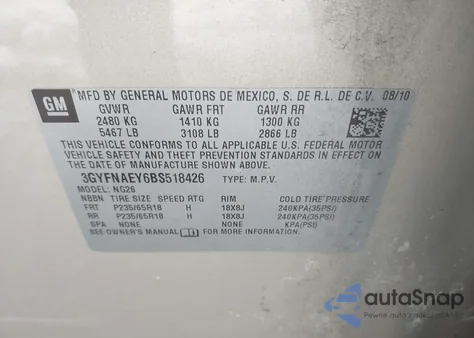 GM
MFD BY GENERAL MOTORS DE MEXICO, S. DE R.L. DE C.V. 08/10
GVWR GAWR FRT GAWR RR
2480 KG 1410 KG 1300 KG
5467 LB 3108 LB 2866 LB
THIS VEHICLE CONFORMS TO ALL APPLICABLE U.S. FEDERAL MOTOR
VEHICLE SAFETY, BUMPER, AND THEFT PREVENTION STANDARDS IN EFFECT ON THE DATE
OF MANUFACTURE SHOWN ABOVE.
3GYFNAEY6BS518426 TYPE: M.P.V.
MODEL: NG26
NBBN TIRE SIZE SPEED RTG RIM COLD TIRE PRESSURE
FRT P235/65R18 H 18X8J 240KPA(35PSI)
RR P235/65R18 H 18X8J 240KPA(35PSI)
SPA NONE NONE KPA(PSI)
SEE OWNER'S MANUAL FOR MORE INFORMATION.
autoSnap
Pewne auto z